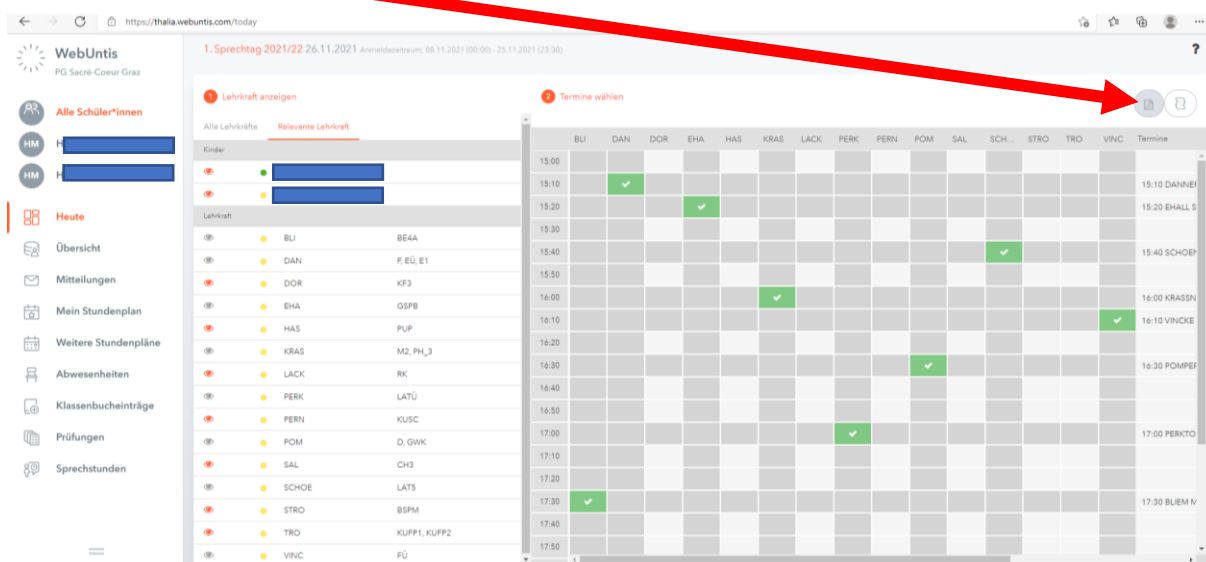 https://thalia.webuntis.com/today
WebUntis
PG Sacré-Coeur Graz
1. Sprechtag 2021/22 26.11.2021 Anmeldezeitraum: 08.11.2021 (00:00) - 25.11.2021 (23:30)
?
Alle Schüler*innen
HM H
HM H
Heute
Übersicht
Mitteilungen
Mein Stundenplan
Weitere Stundenpläne
Abwesenheiten
Klassenbucheinträge
Prüfungen
Sprechstunden
1 Lehrkraft anzeigen
Alle Lehrkräfte Relevante Lehrkraft
Kinder
Lehrkraft
BLI BE4A
DAN F, EÜ, E1
DOR KF3
EHA GSPB
HAS PUP
KRAS M2, PH_3
LACK RK
PERK LATÜ
PERN KUSC
POM D, GWK
SAL CH3
SCHOE LAT5
STRO BSPM
TRO KUFP1, KUFP2
VINC FÜ
2 Termine wählen
BLI DAN DOR EHA HAS KRAS LACK PERK PERN POM SAL SCH... STRO TRO VINC Termine
15:00
15:10 15:10 DANNE
15:20 15:20 EHALL S
15:30
15:40 15:40 SCHOE
15:50
16:00 16:00 KRASSN
16:10 16:10 VINCKE
16:20
16:30 16:30 POMPE
16:40
16:50
17:00 17:00 PERKTO
17:10
17:20
17:30 17:30 BLIEM M
17:40
17:50